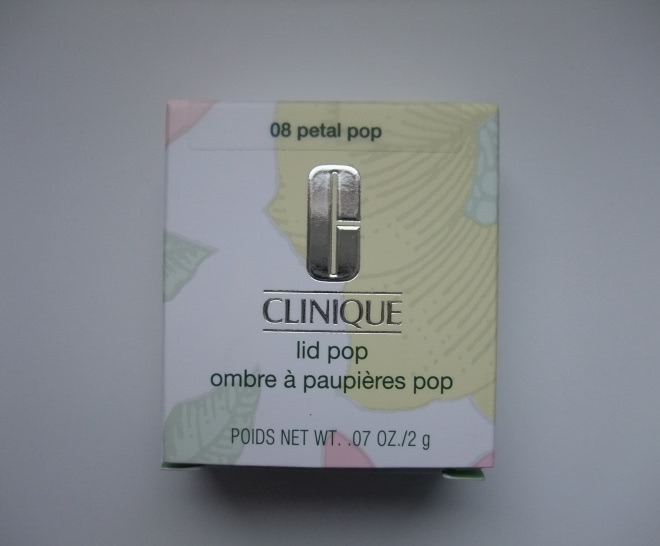 08 petal pop
CLINIQUE
lid pop
ombre à paupières pop
POIDS NET WT. .07 OZ./2 g